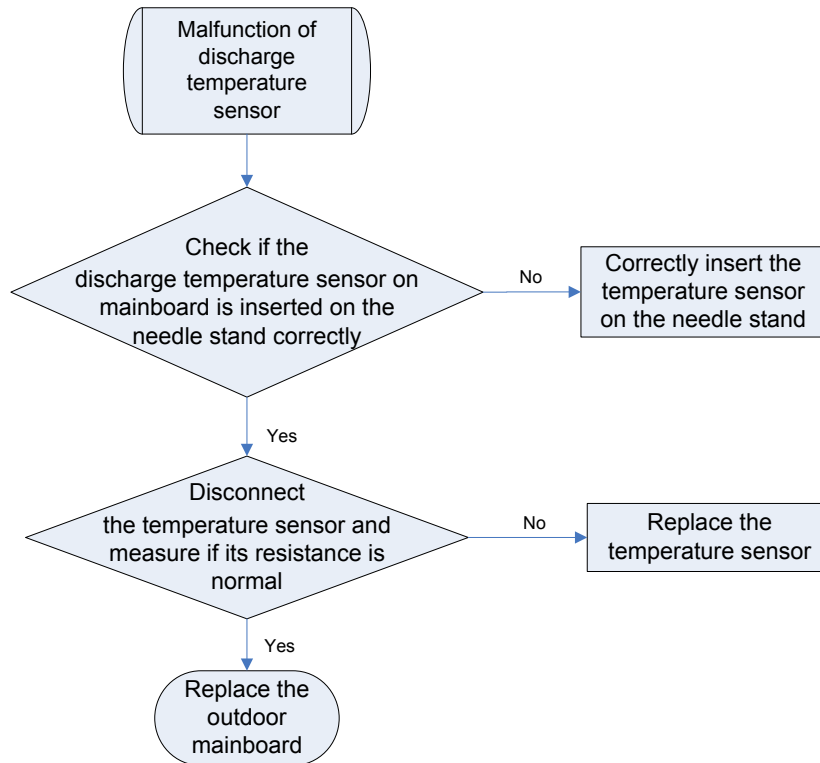 Malfunction of
discharge
temperature
sensor
Check if the
discharge temperature sensor on
mainboard is inserted on the
needle stand correctly
No
Correctly insert the
temperature sensor
on the needle stand
Yes
Disconnect
the temperature sensor and
measure if its resistance is
normal
No
Replace the
temperature sensor
Yes
Replace the
outdoor
mainboard